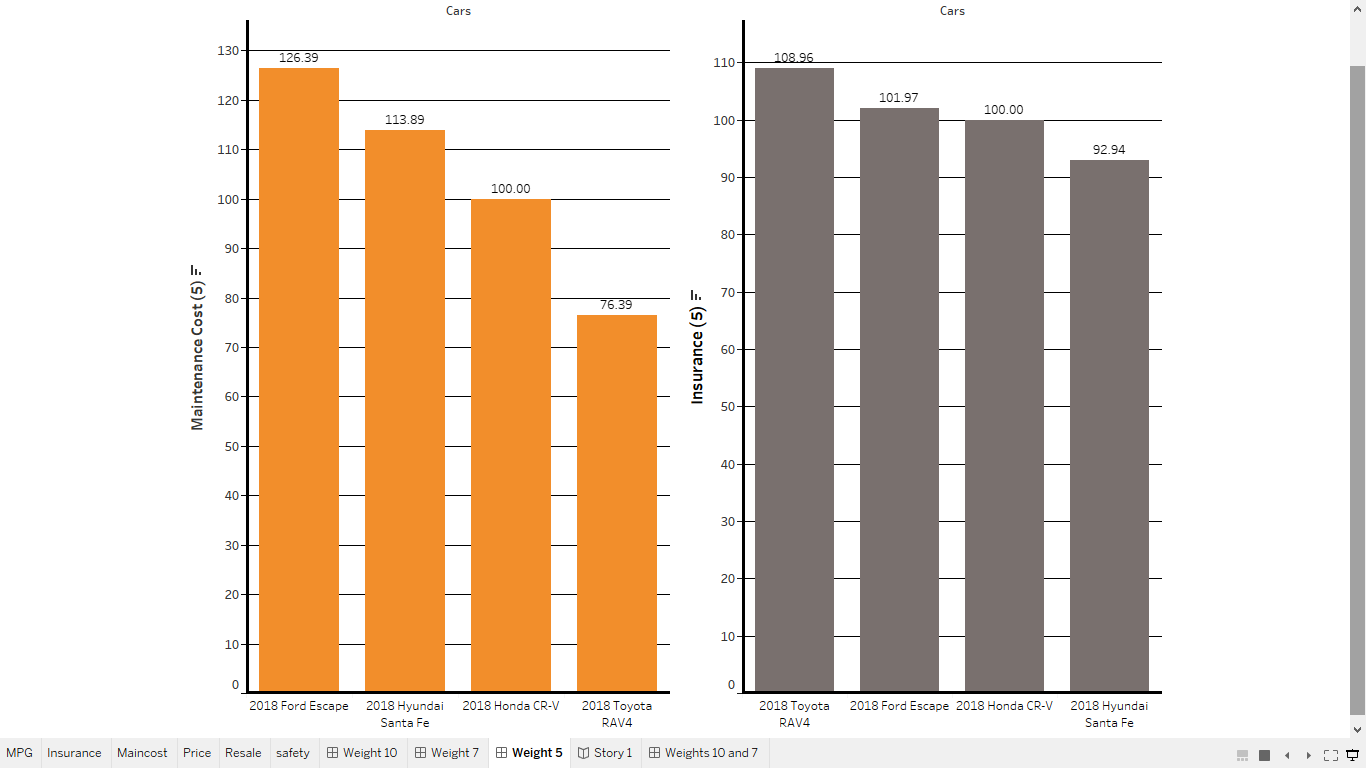 Cars
Maintenance Cost (5)
130
120
110
100
90
80
70
60
50
40
30
20
10
0
126.39
113.89
100.00
76.39
2018 Ford Escape
2018 Hyundai
Santa Fe
2018 Honda CR-V
2018 Toyota
RAV4
Cars
Insurance (5)
110
100
90
80
70
60
50
40
30
20
10
0
108.96
101.97
100.00
92.94
2018 Toyota
RAV4
2018 Ford Escape
2018 Honda CR-V
2018 Hyundai
Santa Fe
MPG Insurance Maincost Price Resale safety Weight 10 Weight 7 Weight 5 Story 1 Weights 10 and 7